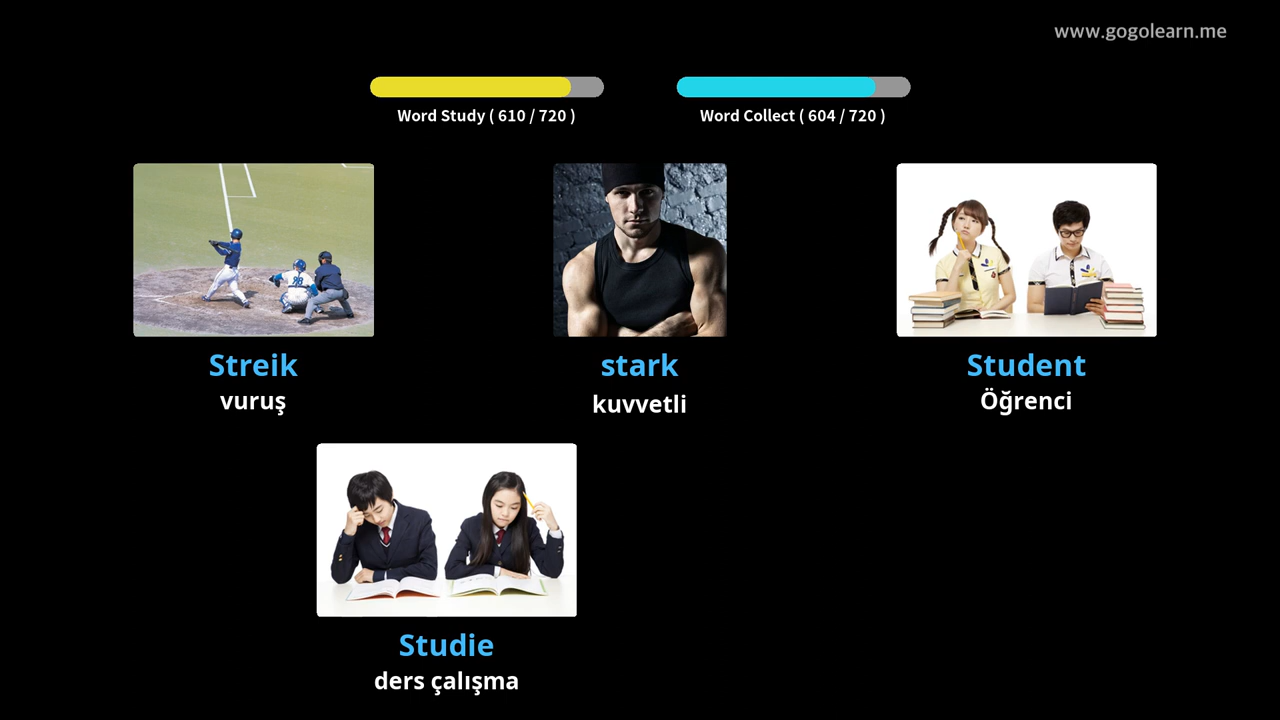 www.gogolearn.me
Word Study ( 610 / 720 )
Word Collect ( 604 / 720 )
Streik
vuruş
stark
kuvvetli
Student
Öğrenci
Studie
ders çalışma